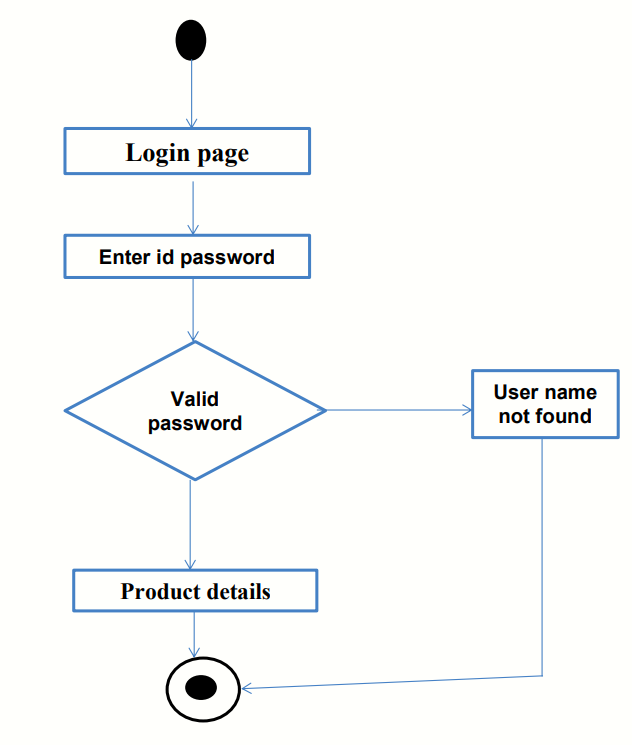 Login page
Enter id password
Valid
password
User name
not found
Product details